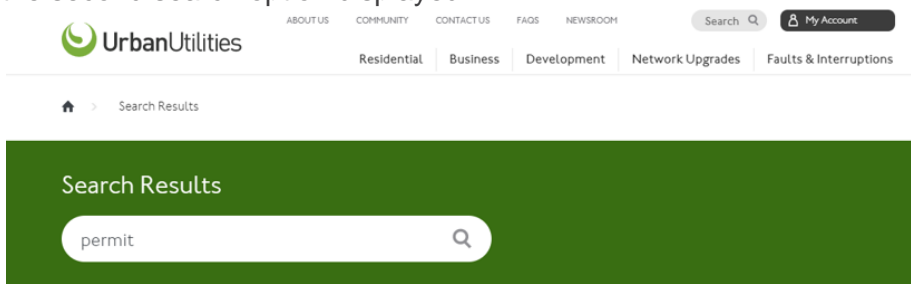 ABOUT US COMMUNITY CONTACT US FAQS NEWSROOM Search My Account
UrbanUtilities
Residential Business Development Network Upgrades Faults & Interruptions
> Search Results
Search Results
permit